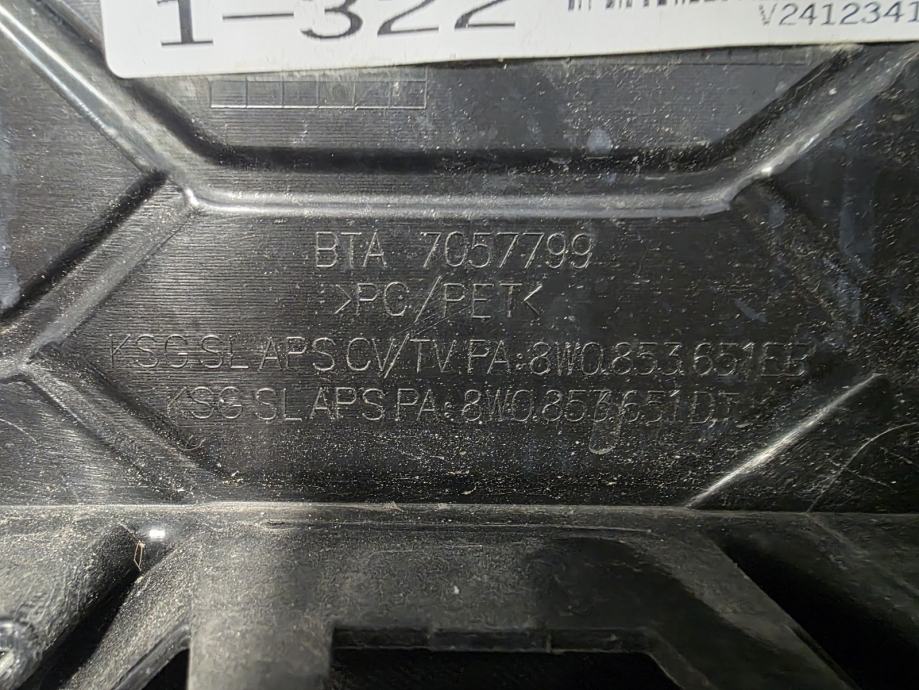 1-322
V2412341
BTA 7057799
>PC/PET<
KSG SL APS CV/TV PA:8W0.853.651EB
KSG SL APS PA:8W0.853.651DT